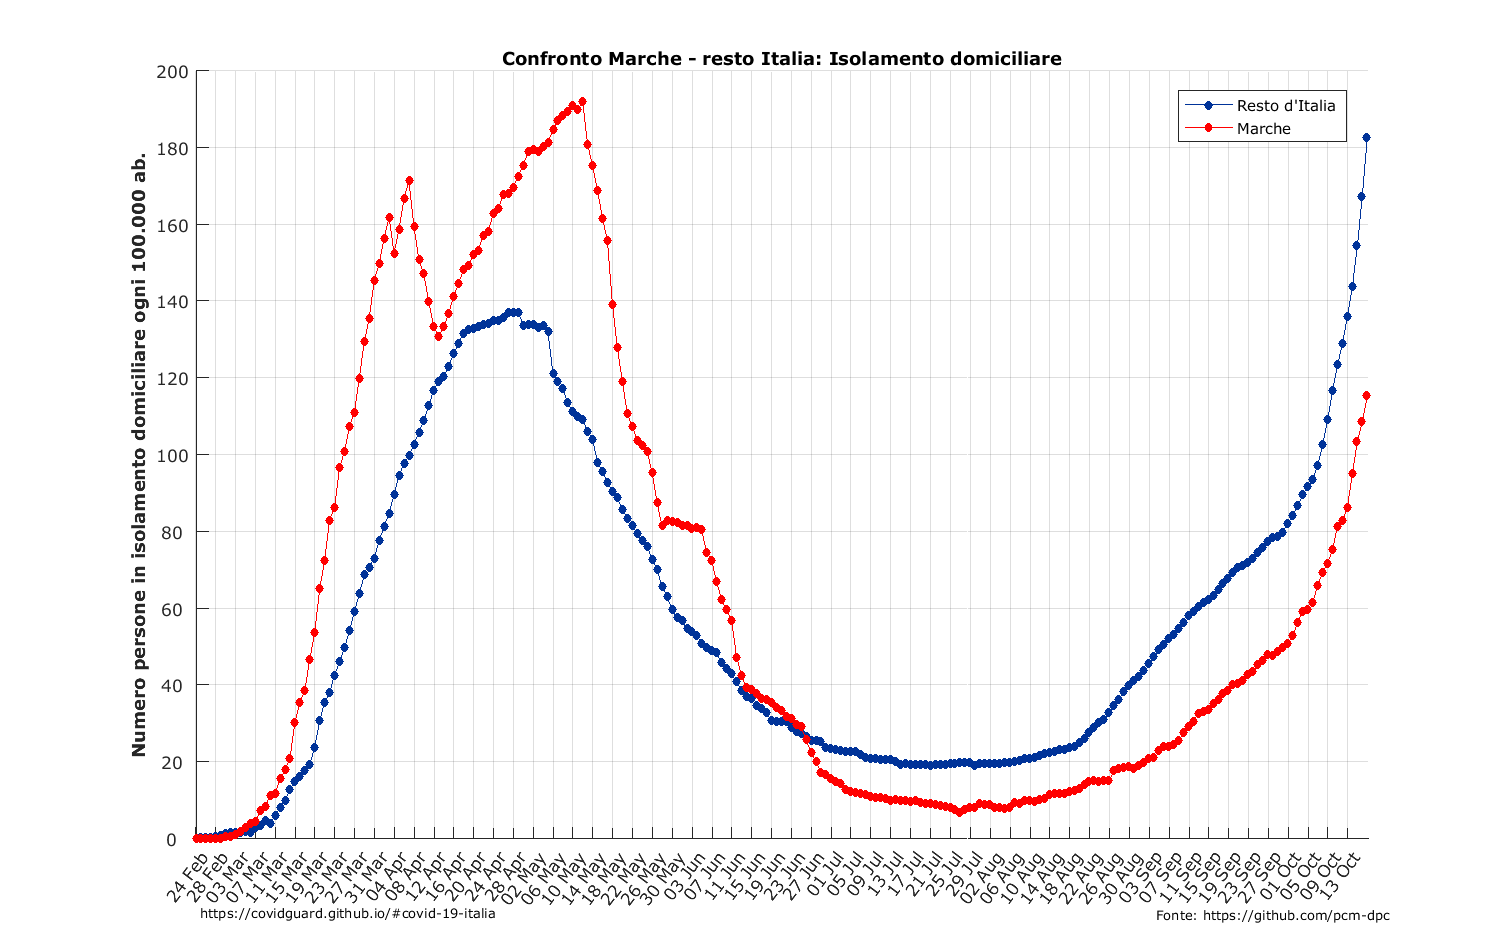 Confronto Marche - resto Italia: Isolamento domiciliare
Numero persone in isolamento domiciliare ogni 100.000 ab.
200
180
160
140
120
100
80
60
40
20
0
Resto d'Italia
Marche
24 Feb
28 Feb
03 Mar
07 Mar
11 Mar
15 Mar
19 Mar
23 Mar
27 Mar
31 Mar
04 Apr
08 Apr
12 Apr
16 Apr
20 Apr
24 Apr
28 Apr
02 May
06 May
10 May
14 May
18 May
22 May
26 May
30 May
03 Jun
07 Jun
11 Jun
15 Jun
19 Jun
23 Jun
27 Jun
01 Jul
05 Jul
09 Jul
13 Jul
17 Jul
21 Jul
25 Jul
29 Jul
02 Aug
06 Aug
10 Aug
14 Aug
18 Aug
22 Aug
26 Aug
30 Aug
03 Sep
07 Sep
11 Sep
15 Sep
19 Sep
23 Sep
27 Sep
01 Oct
05 Oct
09 Oct
13 Oct
https://covidguard.github.io/#covid-19-italia
Fonte: https://github.com/pcm-dpc